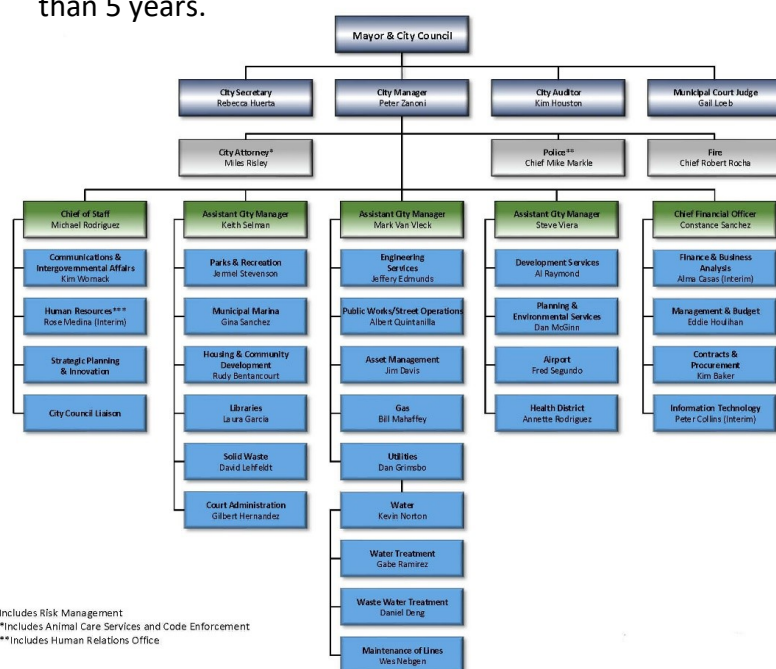 than 5 years.
Mayor & City Council
City Secretary
Rebecca Huerta
City Manager
Peter Zanoni
City Auditor
Kim Houston
Municipal Court Judge
Gail Loeb
City Attorney*
Miles Risley
Police**
Chief Mike Markle
Fire
Chief Robert Rocha
Chief of Staff
Michael Rodriguez
Communications &
Intergovernmental Affairs
Kim Womack
Human Resources***
Rose Medina (Interim)
Strategic Planning
& Innovation
City Council Liaison
Assistant City Manager
Keith Selman
Parks & Recreation
Jermel Stevenson
Municipal Marina
Gina Sanchez
Housing & Community
Development
Rudy Bentancourt
Libraries
Laura Garcia
Solid Waste
David Lehfeldt
Court Administration
Gilbert Hernandez
Assistant City Manager
Mark Van Vleck
Engineering
Services
Jeffery Edmunds
Public Works/Street Operations
Albert Quintanilla
Asset Management
Jim Davis
Gas
Bill Mahaffey
Utilities
Dan Grimsbo
Water
Kevin Norton
Water Treatment
Gabe Ramirez
Waste Water Treatment
Daniel Deng
Maintenance of Lines
Wes Nebgen
Assistant City Manager
Steve Viera
Development Services
Al Raymond
Planning &
Environmental Services
Dan McGinn
Airport
Fred Segundo
Health District
Annette Rodriguez
Chief Financial Officer
Constance Sanchez
Finance & Business
Analysis
Alma Casas (Interim)
Management & Budget
Eddie Houlihan
Contracts &
Procurement
Kim Baker
Information Technology
Peter Collins (Interim)
Includes Risk Management
*Includes Animal Care Services and Code Enforcement
**Includes Human Relations Office